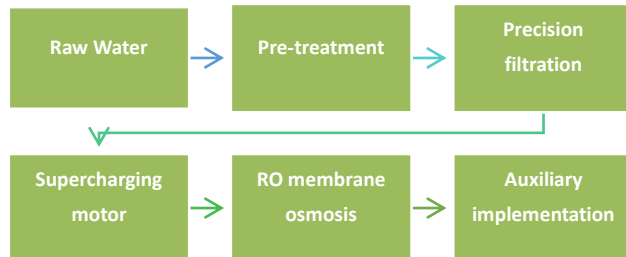 Raw Water
Pre-treatment
Precision
filtration
Supercharging
motor
RO membrane
osmosis
Auxiliary
implementation